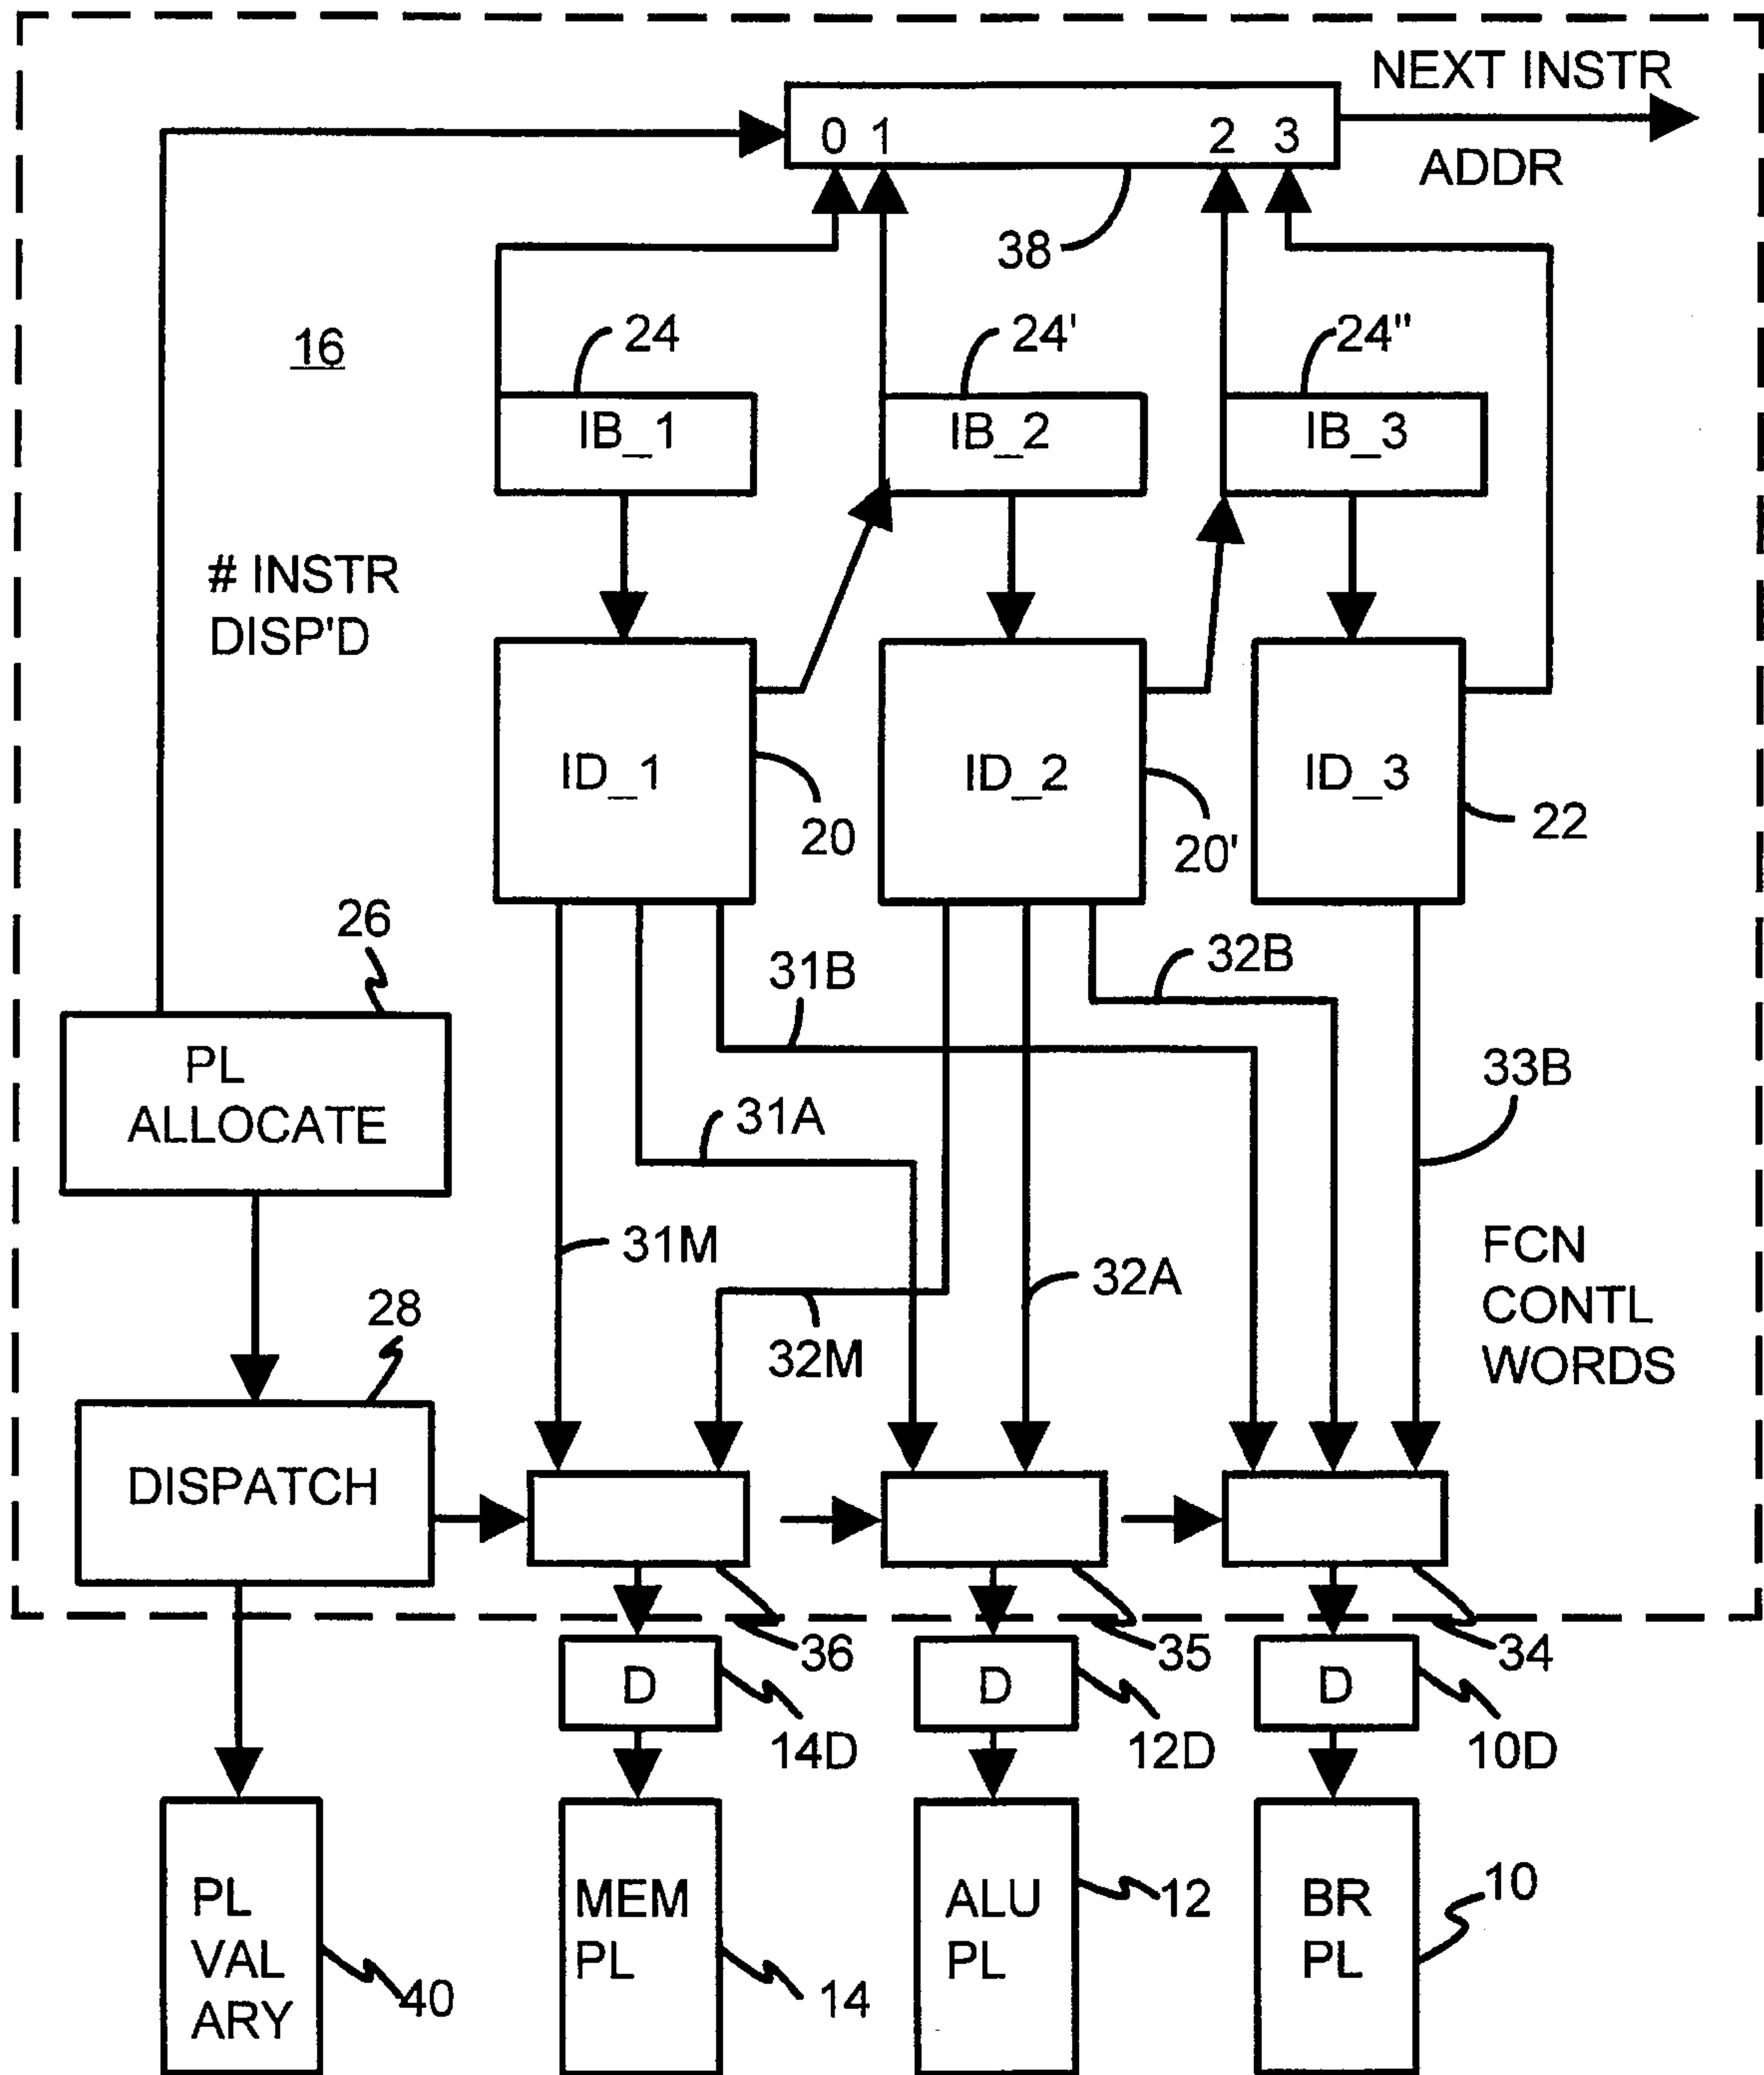 NEXT INSTR
ADDR
0 1 2 3
38
16
24
24'
24"
IB_1
IB_2
IB_3
# INSTR
DISP'D
ID_1
ID_2
ID_3
20
20'
22
26
31B
32B
PL
ALLOCATE
33B
31A
31M
32A
FCN
CONTL
WORDS
28
32M
DISPATCH
36
35
34
D
D
D
14D
12D
10D
PL
VAL
ARY
MEM
PL
ALU
PL
BR
PL
40
14
12
10